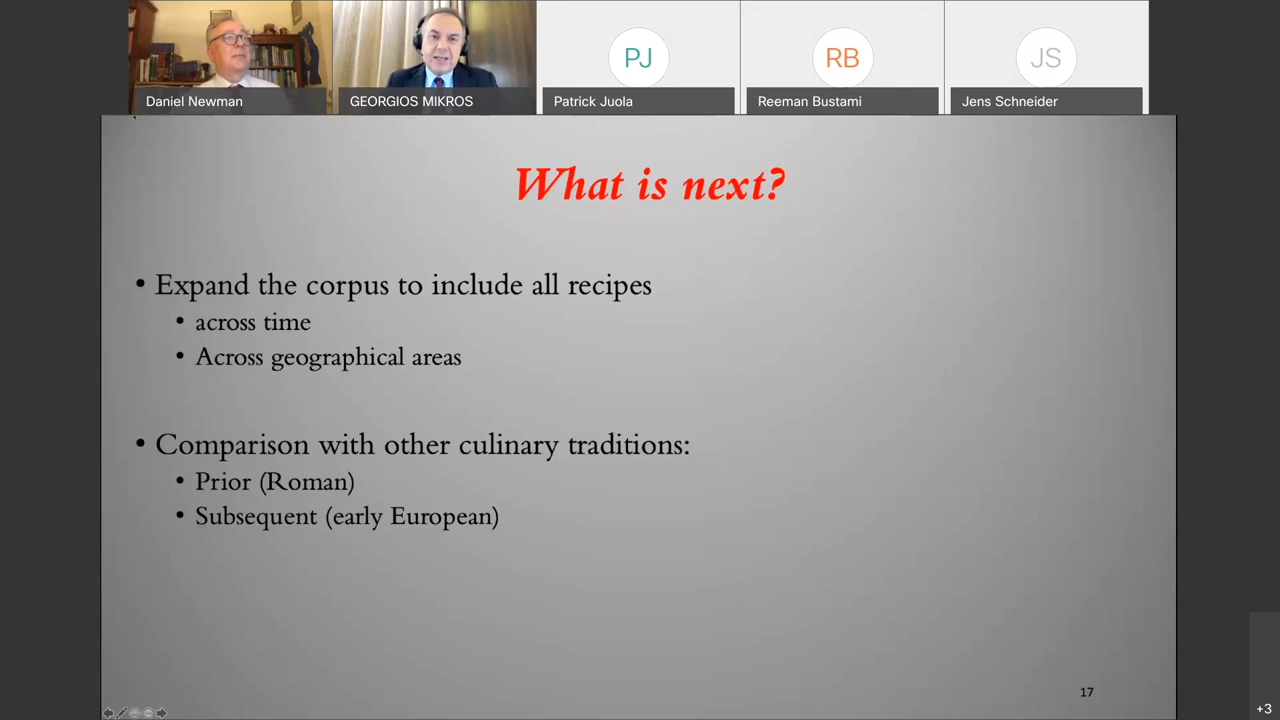 PJ
RB
JS
Daniel Newman
GEORGIOS MIKROS
Patrick Juola
Reeman Bustami
Jens Schneider
What is next?
• Expand the corpus to include all recipes
• across time
• Across geographical areas
• Comparison with other culinary traditions:
• Prior (Roman)
• Subsequent (early European)
17
+3